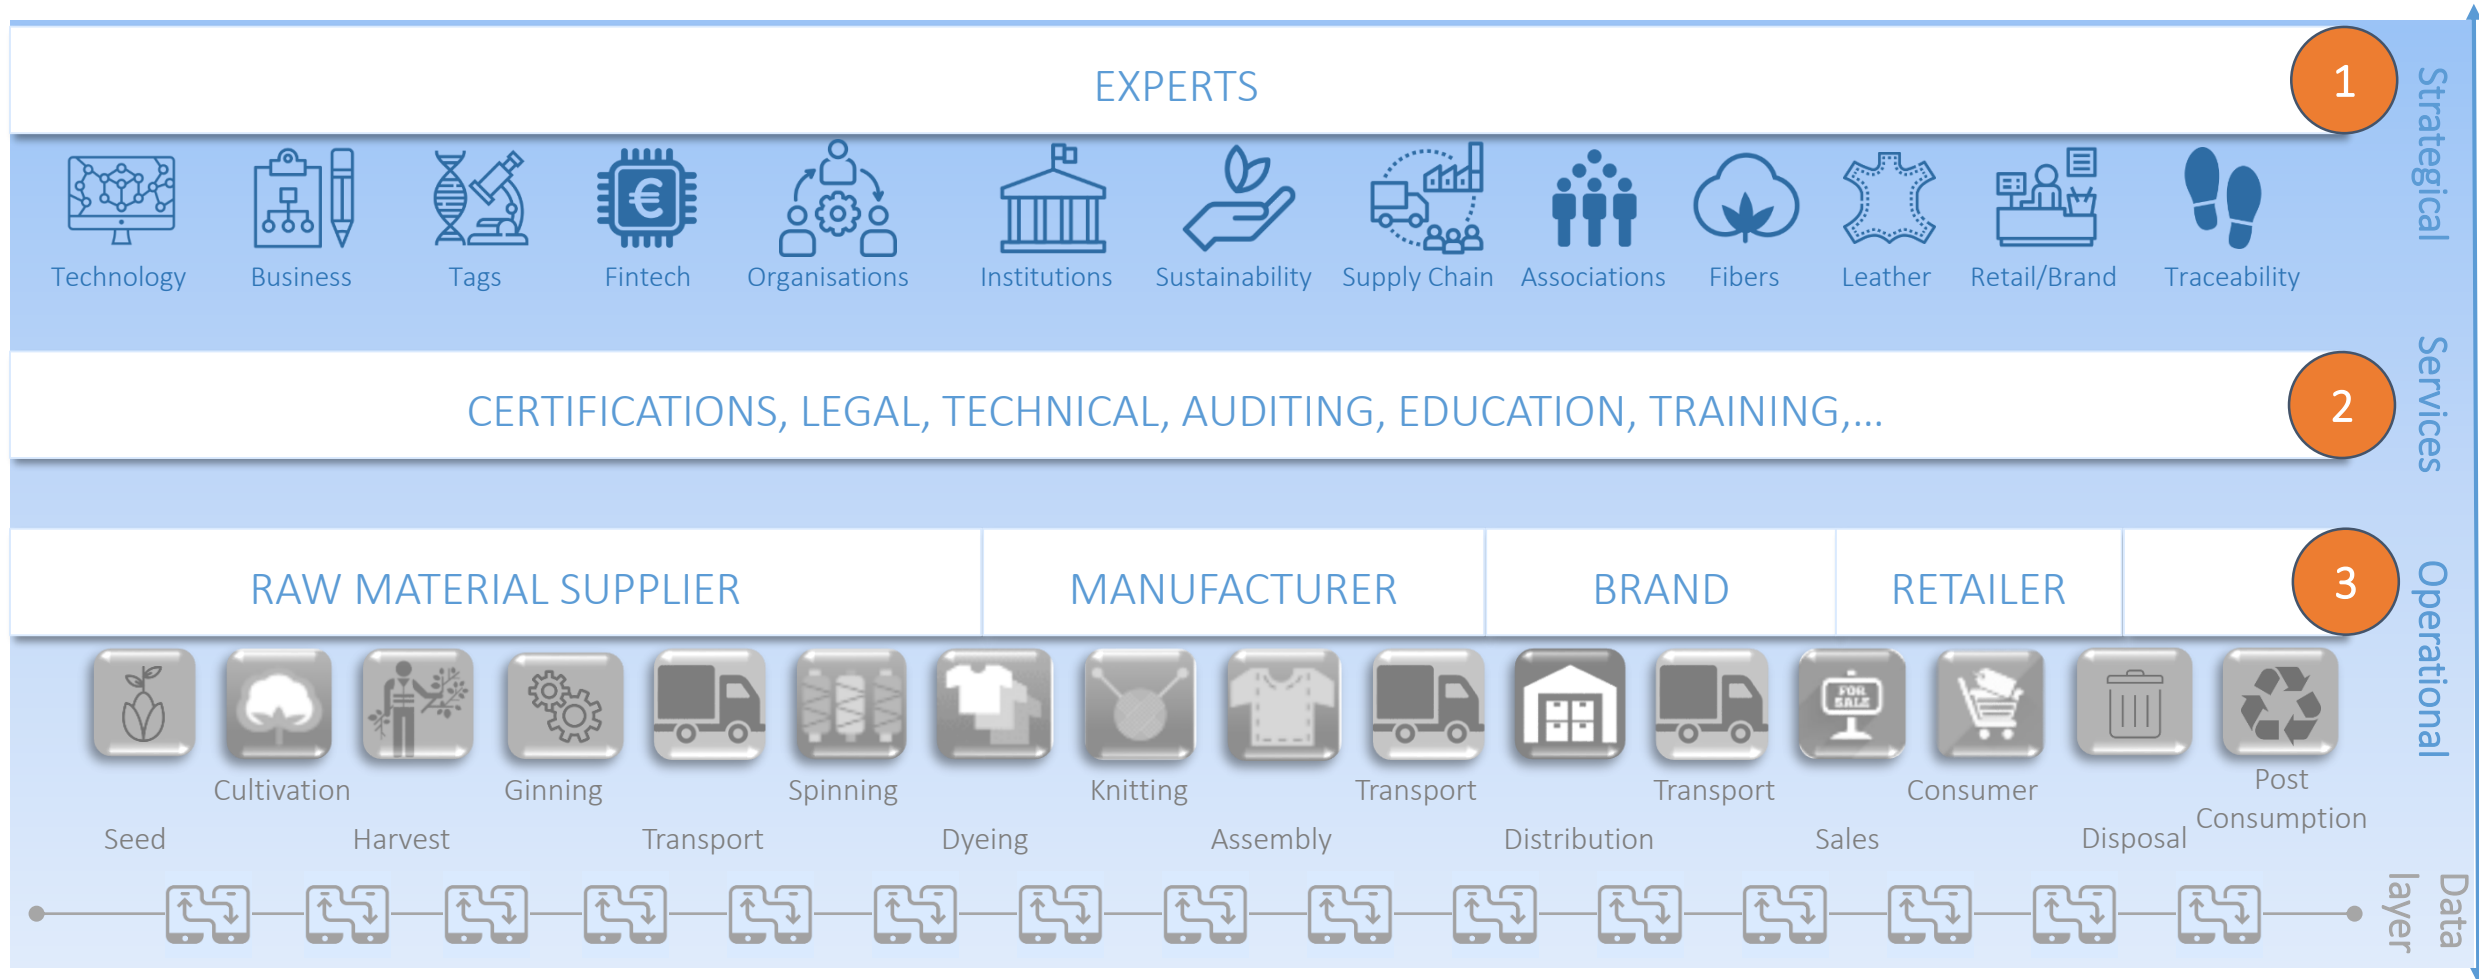 EXPERTS
1
Strategical
Technology
Business
Tags
Fintech
Organisations
Institutions
Sustainability
Supply Chain
Associations
Fibers
Leather
Retail/Brand
Traceability
CERTIFICATIONS, LEGAL, TECHNICAL, AUDITING, EDUCATION, TRAINING,...
2
Services
RAW MATERIAL SUPPLIER
MANUFACTURER
BRAND
RETAILER
3
Operational
FOR
SALE
Seed
Cultivation
Harvest
Ginning
Transport
Spinning
Dyeing
Knitting
Assembly
Transport
Distribution
Transport
Sales
Consumer
Disposal
Post
Consumption
Data
layer